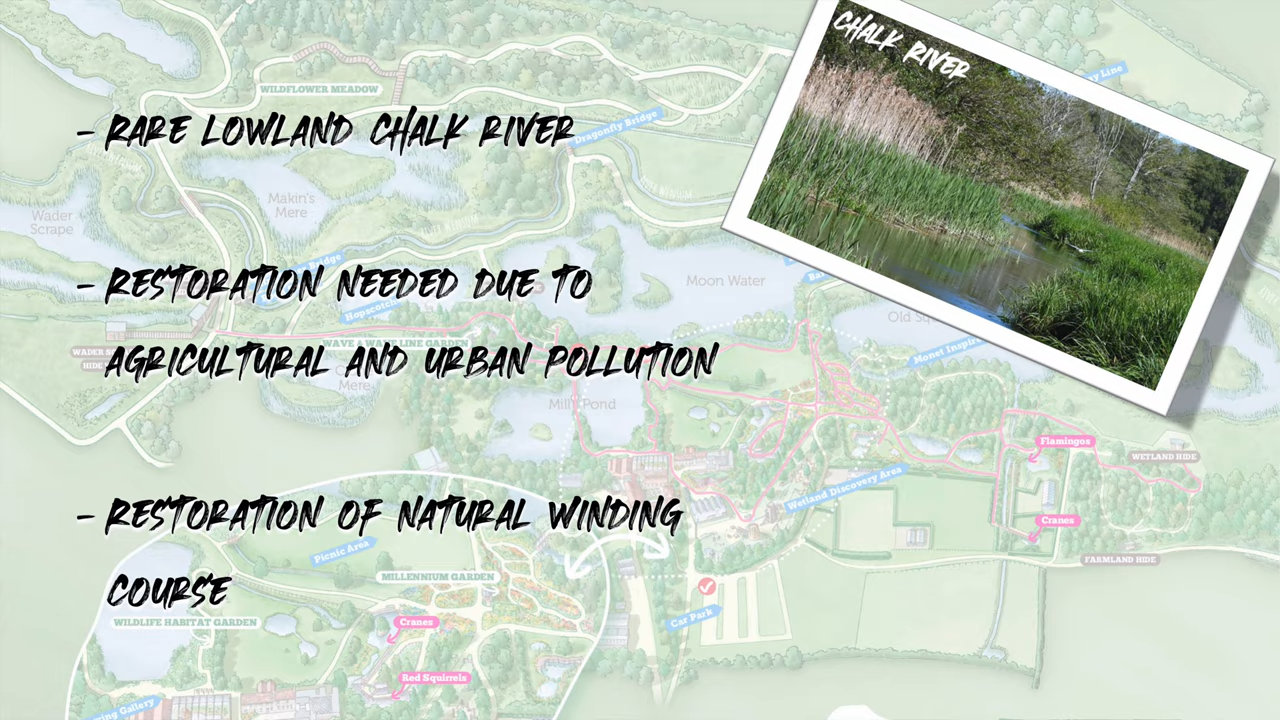 CHALK RIVER
- RARE LOWLAND CHALK RIVER
- RESTORATION NEEDED DUE TO
AGRICULTURAL AND URBAN POLLUTION
- RESTORATION OF NATURAL WINDING
COURSE
WILDFLOWER MEADOW
Dragonfly Bridge
Makin's
Mere
Wader
Scrape
Moon Water
WAVE & WAVE LINE GARDEN
Mere
Mill Pond
Flamingos
WETLAND HIDE
Wetland Discovery Area
Cranes
FARMLAND HIDE
Picnic Area
MILLENNIUM GARDEN
Car Park
WILDLIFE HABITAT GARDEN
Cranes
Red Squirrels